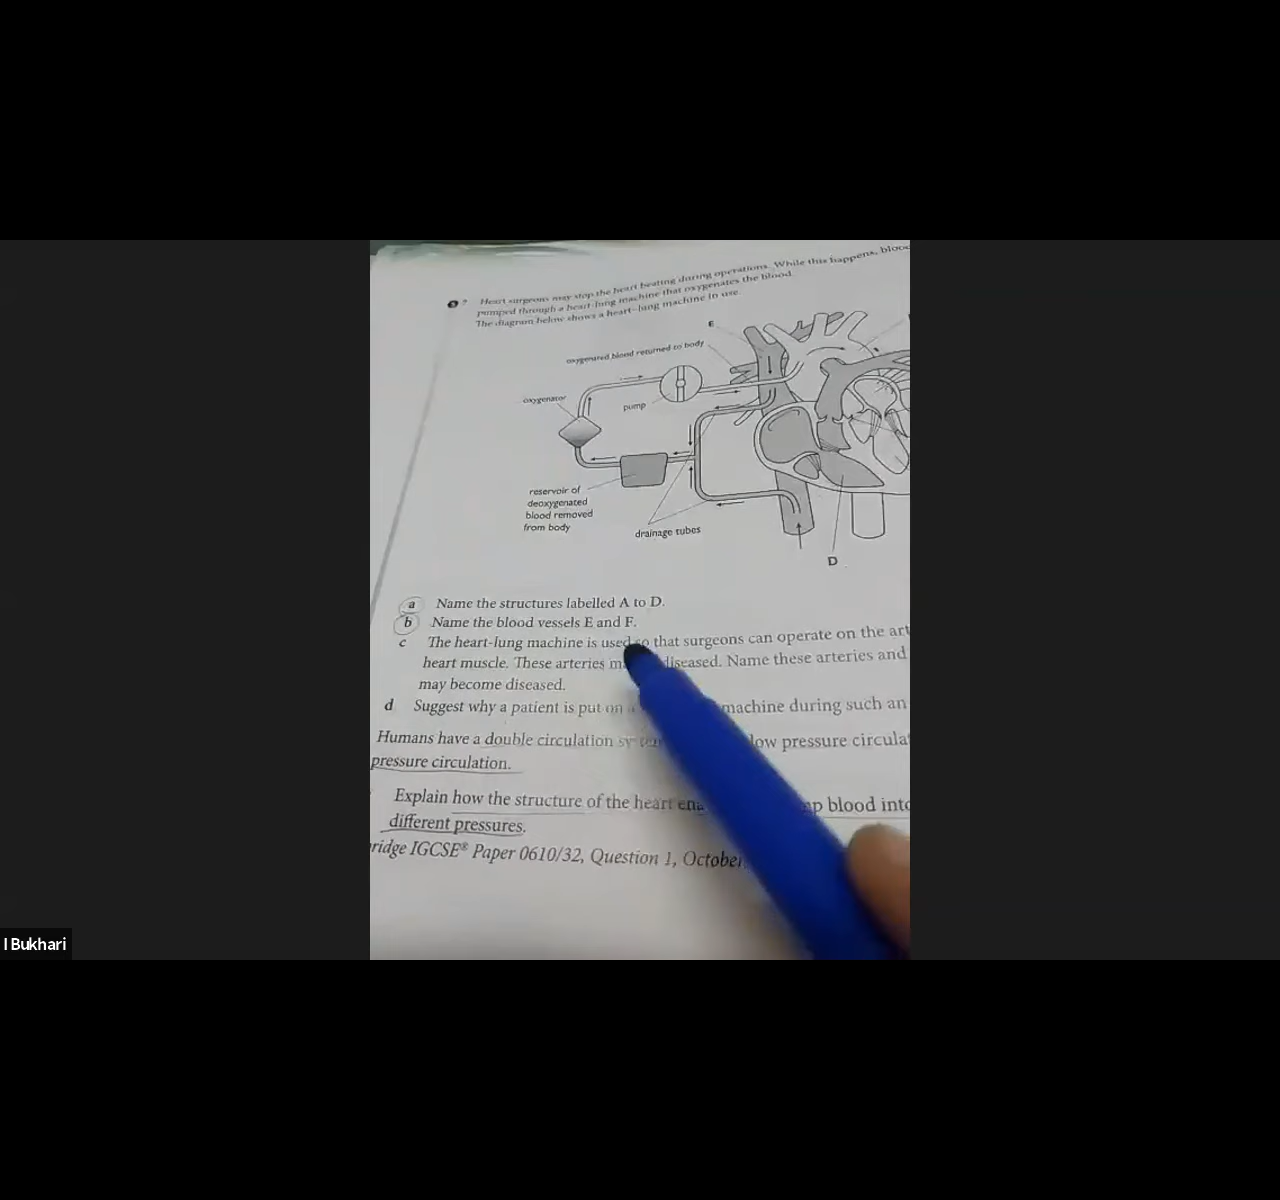 Heart surgeons may stop the heart beating during operations. While this happens, blood
pumped through a heart-lung machine that oxygenates the blood.
The diagram below shows a heart-lung machine in use.
E
oxygenated blood returned to body
oxygenator
pump
reservoir of
deoxygenated
blood removed
from body
drainage tubes
D
a Name the structures labelled A to D.
b Name the blood vessels E and F.
c The heart-lung machine is used so that surgeons can operate on the art
heart muscle. These arteries diseased. Name these arteries and
may become diseased.
d Suggest why a patient is put on machine during such an
Humans have a double circulation low pressure circula
pressure circulation.
Explain how the structure of the heart blood into
different pressures.
ridge IGCSE® Paper 0610/32, Question 1, October
I Bukhari